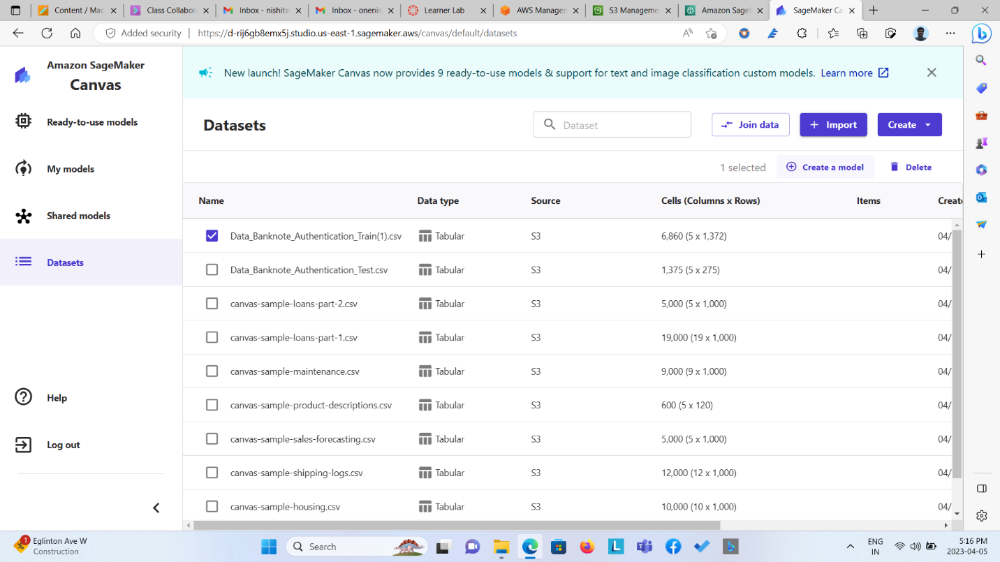 Content / Mac
Class Collabor
Inbox - nishits
Inbox - onenis
Learner Lab
AWS Managem
S3 Manageme
Amazon Sagel
SageMaker Ca
Added security
https://d-rij6gb8emx5j.studio.us-east-1.sagemaker.aws/canvas/default/datasets
Amazon SageMaker
Canvas
New launch! SageMaker Canvas now provides 9 ready-to-use models & support for text and image classification custom models. Learn more
Ready-to-use models
My models
Shared models
Datasets
Help
Log out
Datasets
Dataset
Join data
Import
Create
1 selected
Create a model
Delete
Name Data type Source Cells (Columns x Rows) Items Create
Data_Banknote_Authentication_Train(1).csv Tabular S3 6,860 (5 x 1,372) 04/
Data_Banknote_Authentication_Test.csv Tabular S3 1,375 (5 x 275) 04/
canvas-sample-loans-part-2.csv Tabular S3 5,000 (5 x 1,000) 04/
canvas-sample-loans-part-1.csv Tabular S3 19,000 (19 x 1,000) 04/
canvas-sample-maintenance.csv Tabular S3 9,000 (9 x 1,000) 04/
canvas-sample-product-descriptions.csv Tabular S3 600 (5 x 120) 04/
canvas-sample-sales-forecasting.csv Tabular S3 5,000 (5 x 1,000) 04/
canvas-sample-shipping-logs.csv Tabular S3 12,000 (12 x 1,000) 04/
canvas-sample-housing.csv Tabular S3 10,000 (10 x 1,000) 04/
1
Eglinton Ave W
Construction
Search
ENG
IN
5:16 PM
2023-04-05